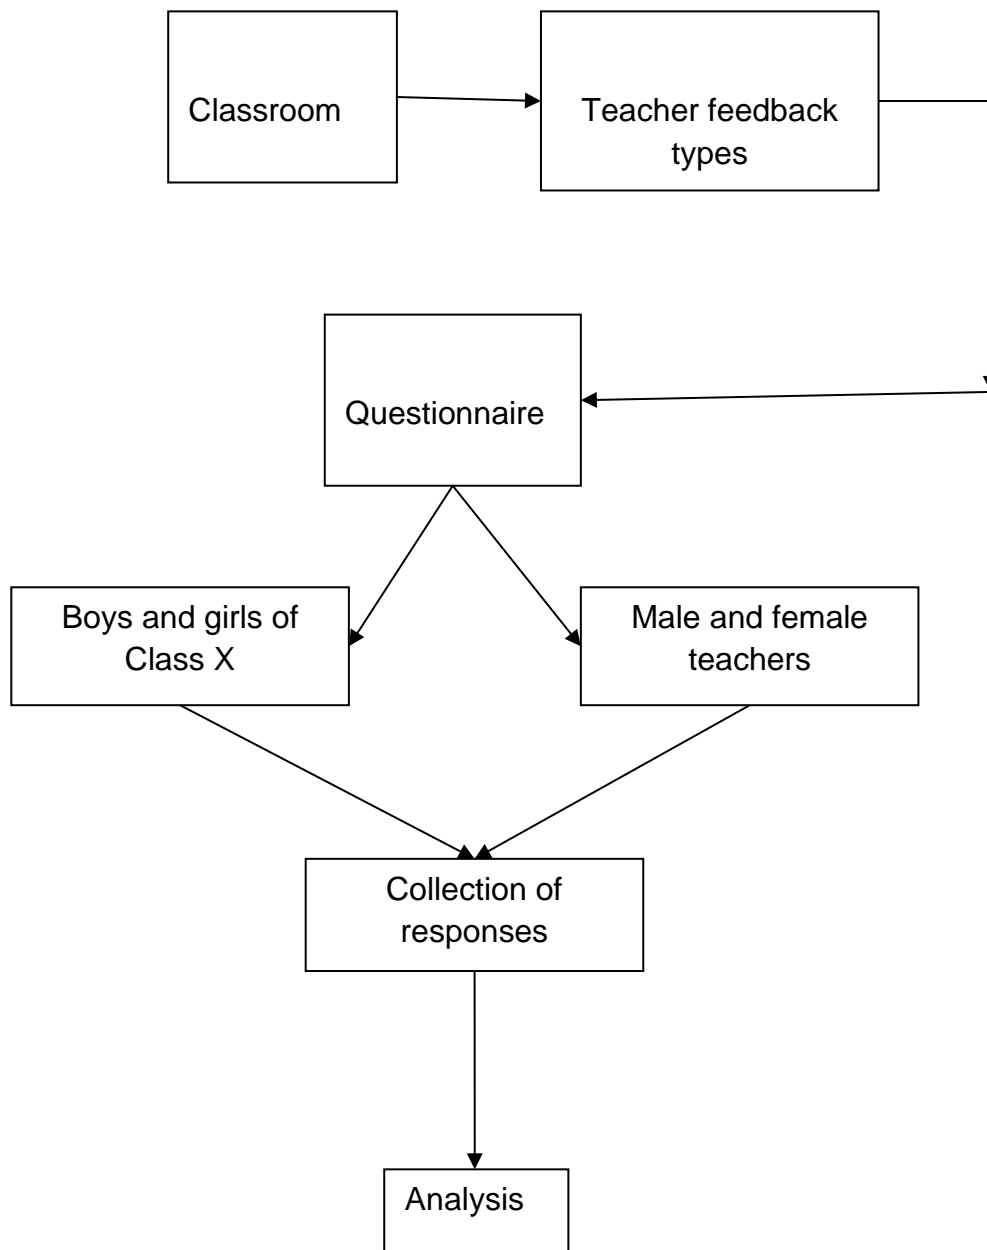 Classroom
Teacher feedback
types
Questionnaire
Boys and girls of
Class X
Male and female
teachers
Collection of
responses
Analysis